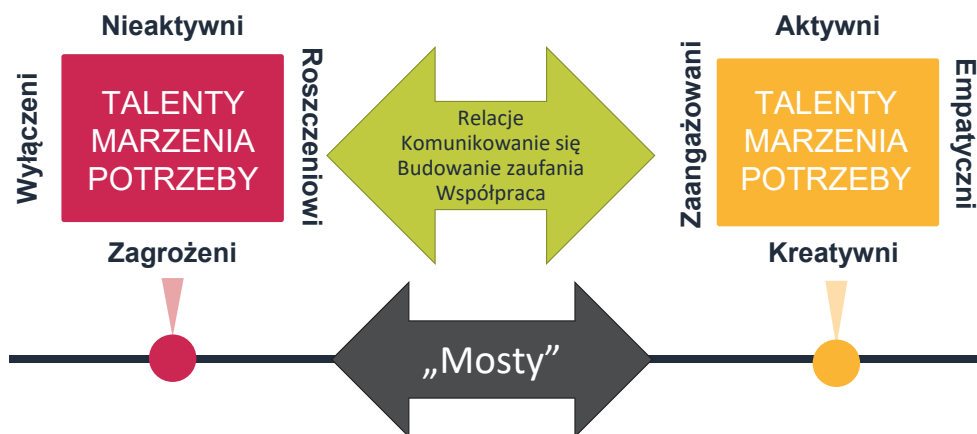 Nieaktywni
Wyłączeni
TALENTY
MARZENIA
POTRZEBY
Roszczeniowi
Zagrożeni
Relacje
Komunikowanie się
Budowanie zaufania
Współpraca
„Mosty”
Aktywni
Zaangażowani
TALENTY
MARZENIA
POTRZEBY
Empatyczni
Kreatywni